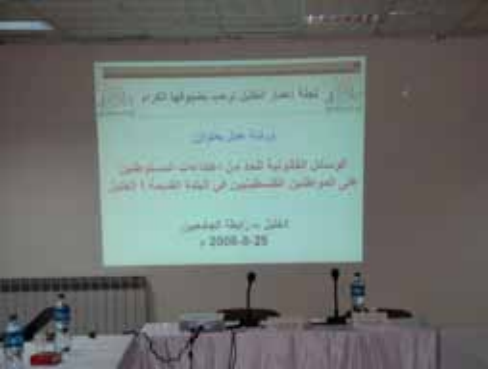 لجنة إعمار الخليل ترحب بضيوفها الكرام
ورشة عمل بعنوان
الوسائل القانونية للحد من اعتداءات المستوطنين
على المواطنين الفلسطينيين في البلدة القديمة / الخليل
الخليل – رابطة الجامعيين
25-8-2008 م